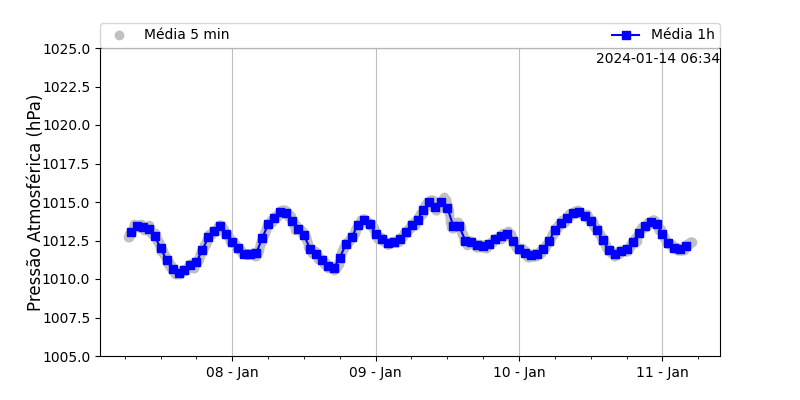 Média 5 min
Média 1h
2024-01-14 06:34
Pressão Atmosférica (hPa)
1025.0
1022.5
1020.0
1017.5
1015.0
1012.5
1010.0
1007.5
1005.0
08 - Jan
09 - Jan
10 - Jan
11 - Jan